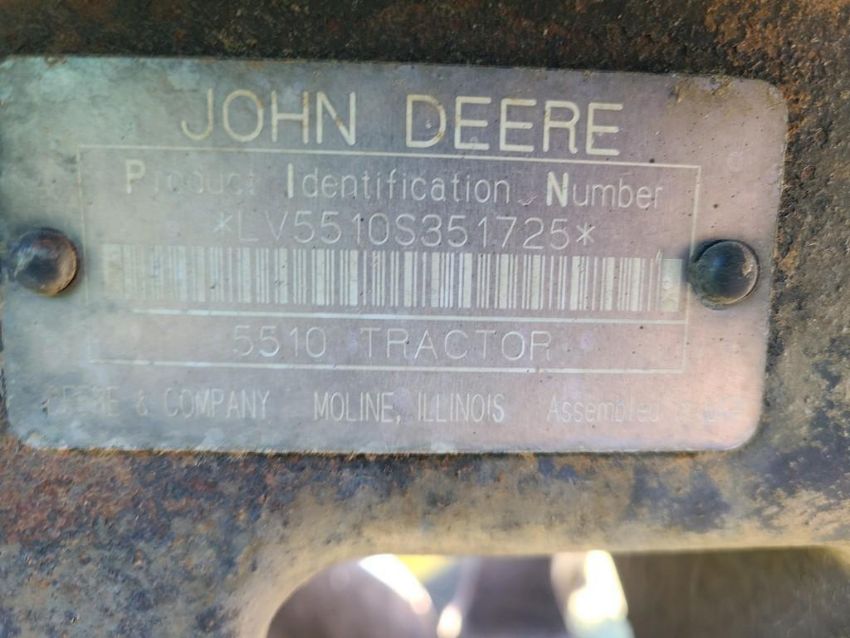 JOHN DEERE
Product Identification Number
*LV5510S351725*
5510 TRACTOR
DEERE & COMPANY MOLINE, ILLINOIS Assembled